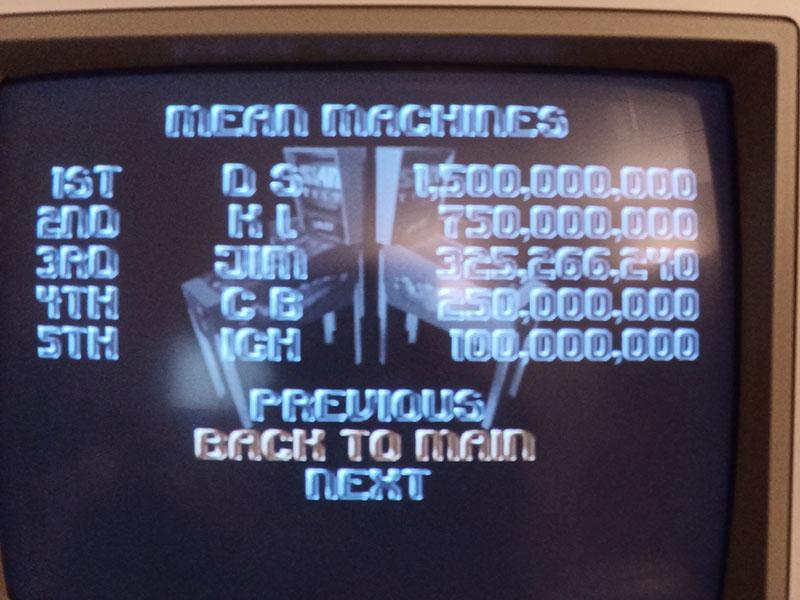 MEAN MACHINES
1ST D S 1,500,000,000
2ND K L 750,000,000
3RD JIM 325,266,240
4TH C B 250,000,000
5TH ICH 100,000,000
PREVIOUS
BACK TO MAIN
NEXT